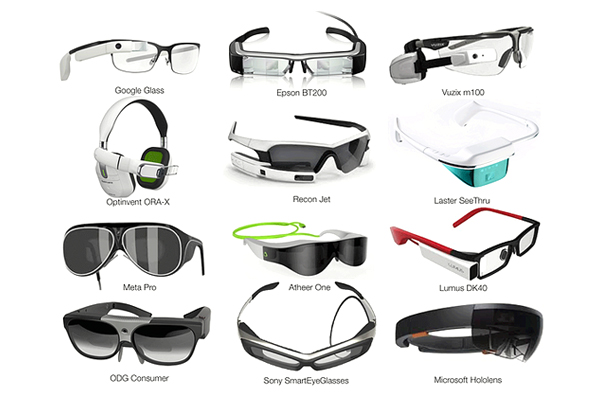 Google Glass
Epson BT200
Vuzix m100
Optinvent ORA-X
Recon Jet
Laster SeeThru
Meta Pro
Atheer One
Lumus DK40
ODG Consumer
Sony SmartEyeGlasses
Microsoft Hololens